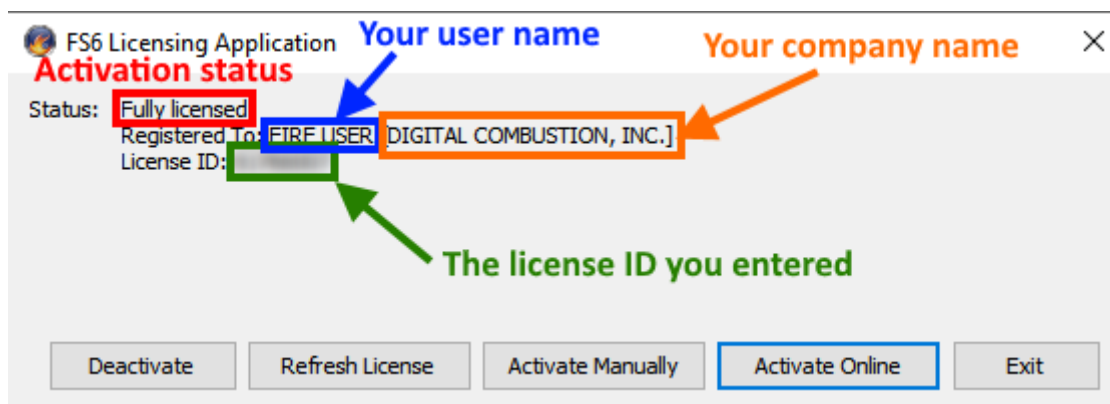 FS6 Licensing Application
Your user name
Your company name
Activation status
Status: Fully licensed
Registered To: FIRE USER [DIGITAL COMBUSTION, INC.]
License ID:
The license ID you entered
Deactivate
Refresh License
Activate Manually
Activate Online
Exit